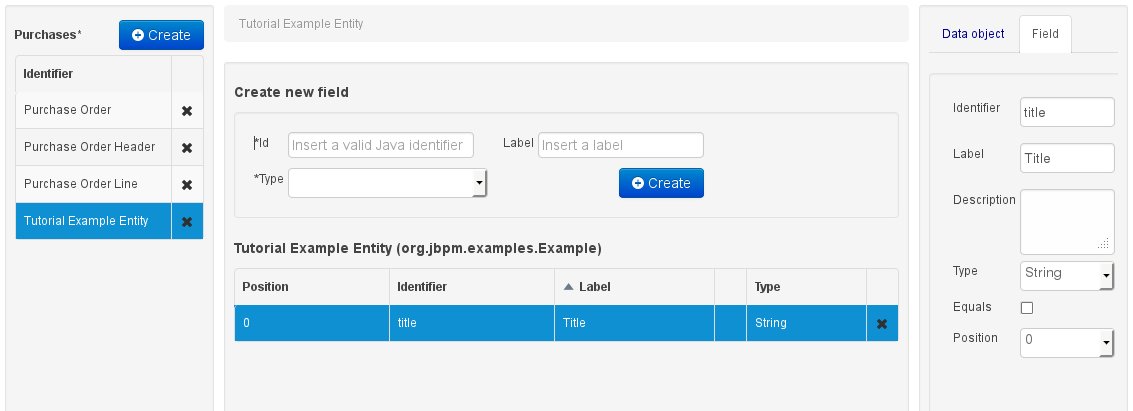 Purchases*
Create
Identifier
Purchase Order
Purchase Order Header
Purchase Order Line
Tutorial Example Entity
Tutorial Example Entity
Create new field
*Id Insert a valid Java identifier Label Insert a label
*Type
Create
Tutorial Example Entity (org.jbpm.examples.Example)
Position Identifier Label Type
0 title Title String
Data object Field
Identifier title
Label Title
Description
Type String
Equals
Position 0